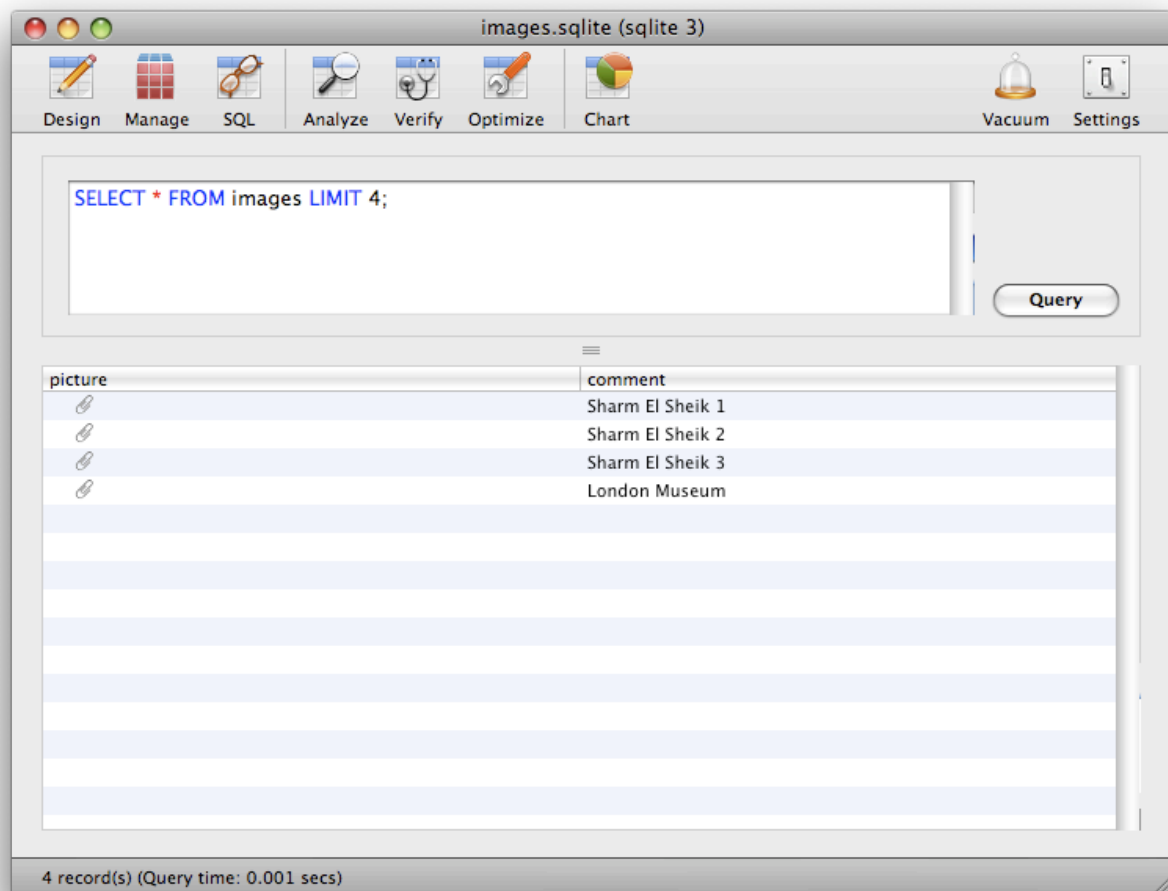 images.sqlite (sqlite 3)
Design Manage SQL Analyze Verify Optimize Chart Vacuum Settings
SELECT * FROM images LIMIT 4;
Query
picture comment
Sharm El Sheik 1
Sharm El Sheik 2
Sharm El Sheik 3
London Museum
4 record(s) (Query time: 0.001 secs)